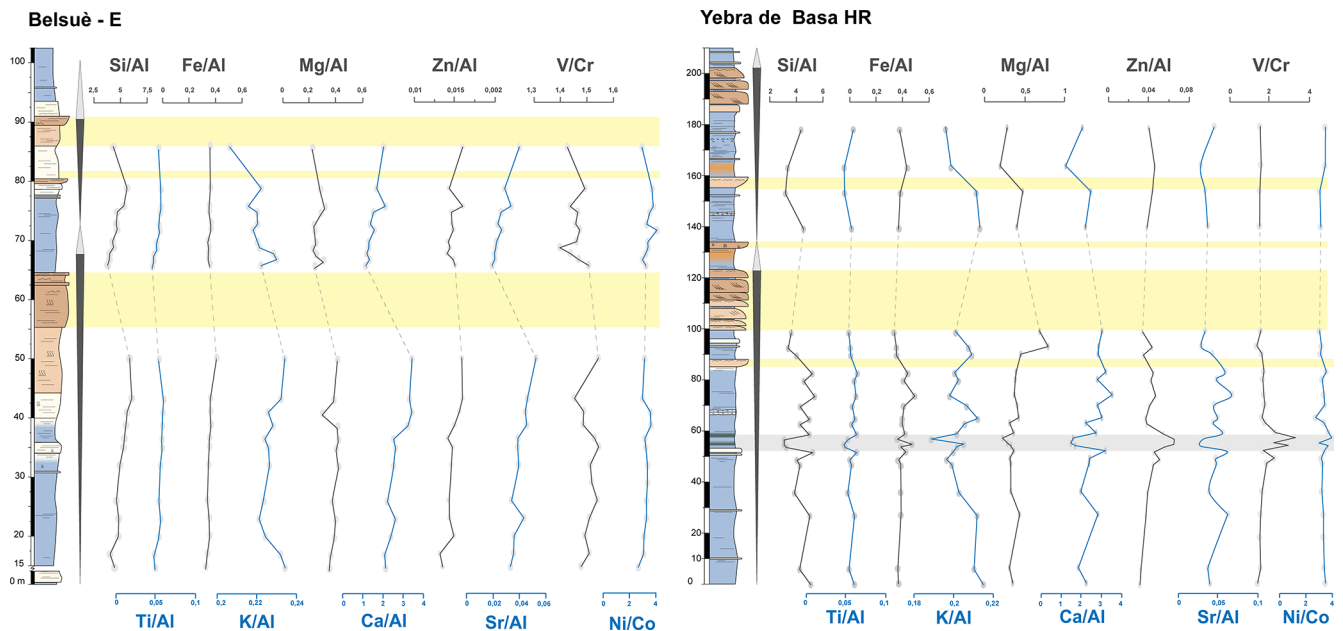 Belsuè - E
Si/Al Fe/Al Mg/Al Zn/Al V/Cr
2,5 5 7,5 0 0,4 0,6 0 0,2 0,4 0,6 0,01 0,015 0,002 1,3 1,4 1,6
100
90
80
70
60
50
40
30
20
15
0 m
0 0,05 0,1 0,2 0,22 0,24 0 1 2 3 4 0 0,02 0,04 0,06 0 2 4
Ti/Al K/Al Ca/Al Sr/Al Ni/Co
Yebra de Basa HR
Si/Al Fe/Al Mg/Al Zn/Al V/Cr
2 4 6 0 0,2 0,4 0,6 0 0,5 1 0 0,04 0,08 0 2 4
200
180
160
140
120
100
80
60
40
20
10
0
0 0,05 0,1 0,18 0,2 0,22 0 1 2 3 4 0 0,05 0,1 0 2 4
Ti/Al K/Al Ca/Al Sr/Al Ni/Co